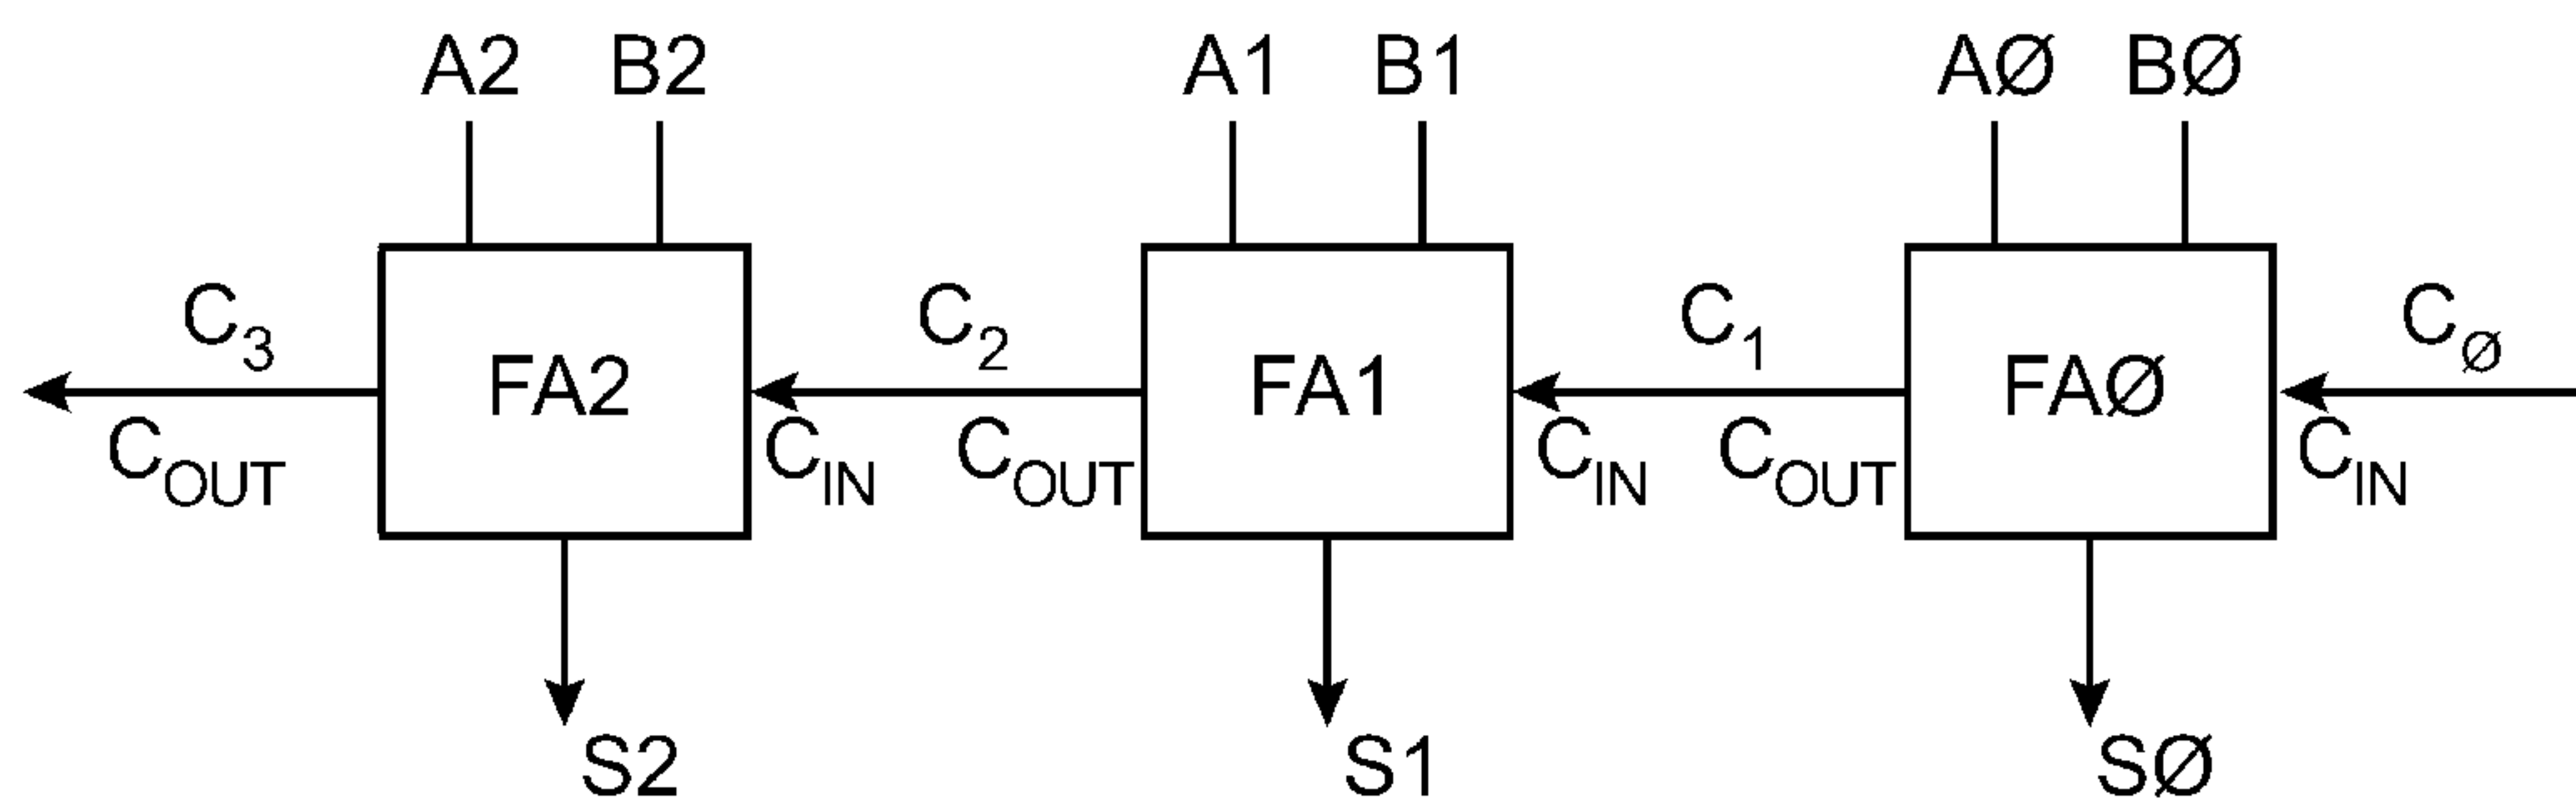 A2 B2 A1 B1 AØ BØ
C₃ C₂ C₁ CØ
FA2 FA1 FAØ
COUT CIN COUT CIN COUT CIN
S2 S1 SØ